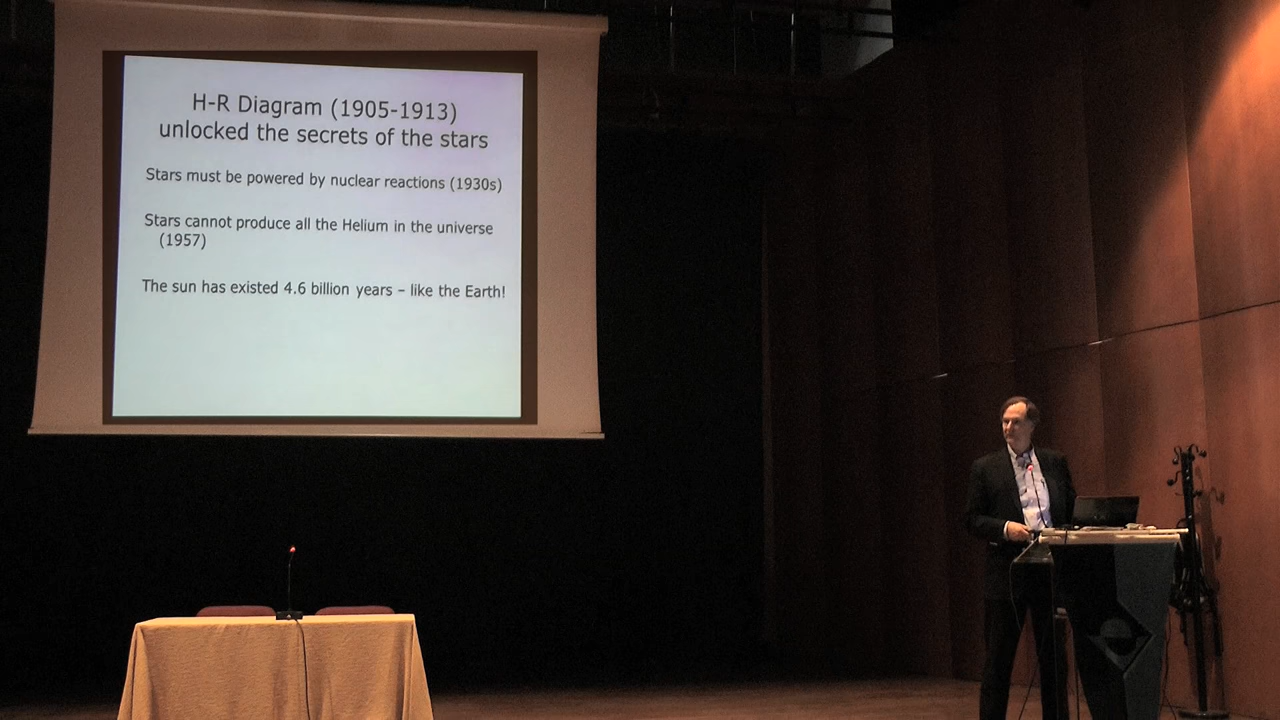 H-R Diagram (1905-1913)
unlocked the secrets of the stars
Stars must be powered by nuclear reactions (1930s)
Stars cannot produce all the Helium in the universe
(1957)
The sun has existed 4.6 billion years – like the Earth!